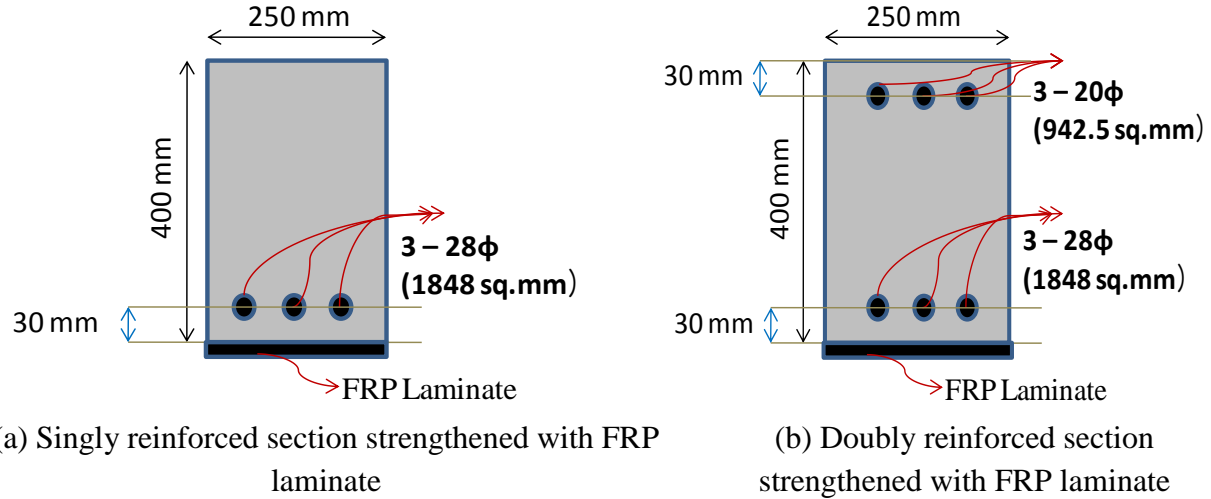 250 mm
400 mm
30 mm
3 – 28ϕ
(1848 sq.mm)
FRP Laminate
(a) Singly reinforced section strengthened with FRP
laminate
250 mm
30 mm
400 mm
3 – 20ϕ
(942.5 sq.mm)
3 – 28ϕ
(1848 sq.mm)
30 mm
FRP Laminate
(b) Doubly reinforced section
strengthened with FRP laminate